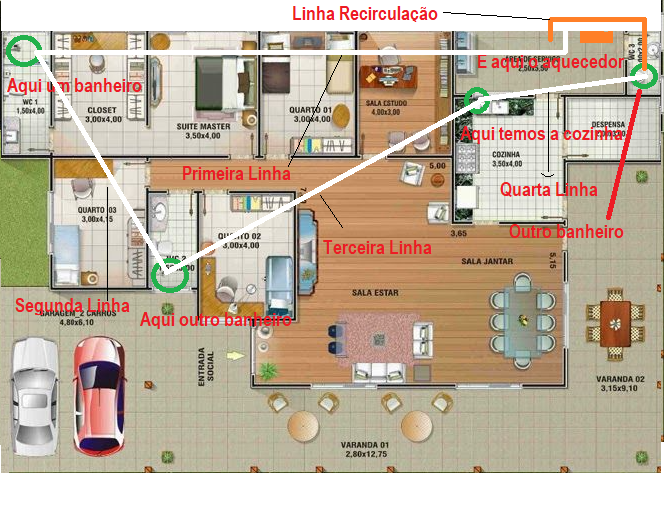 Linha Recirculação
E aqui o aquecedor
Aqui um banheiro
WC 1
1,50x4,00
CLOSET
3,00x4,00
SUITE MASTER
3,50x4,00
QUARTO 01
3,00x4,00
SALA ESTUDO
4,00x3,00
WC 3
Aqui temos a cozinha
DESPENSA
COZINHA
3,50x4,00
Primeira Linha
5,00
Quarta Linha
QUARTO 03
3,00x4,15
QUARTO 02
3,00x4,00
Terceira Linha
3,65
Outro banheiro
5,15
SALA JANTAR
SALA ESTAR
Segunda Linha
Aqui outro banheiro
GARAGEM 2 CARROS
4,80x6,10
ENTRADA
SOCIAL
VARANDA 02
3,15x9,10
VARANDA 01
2,80x12,75